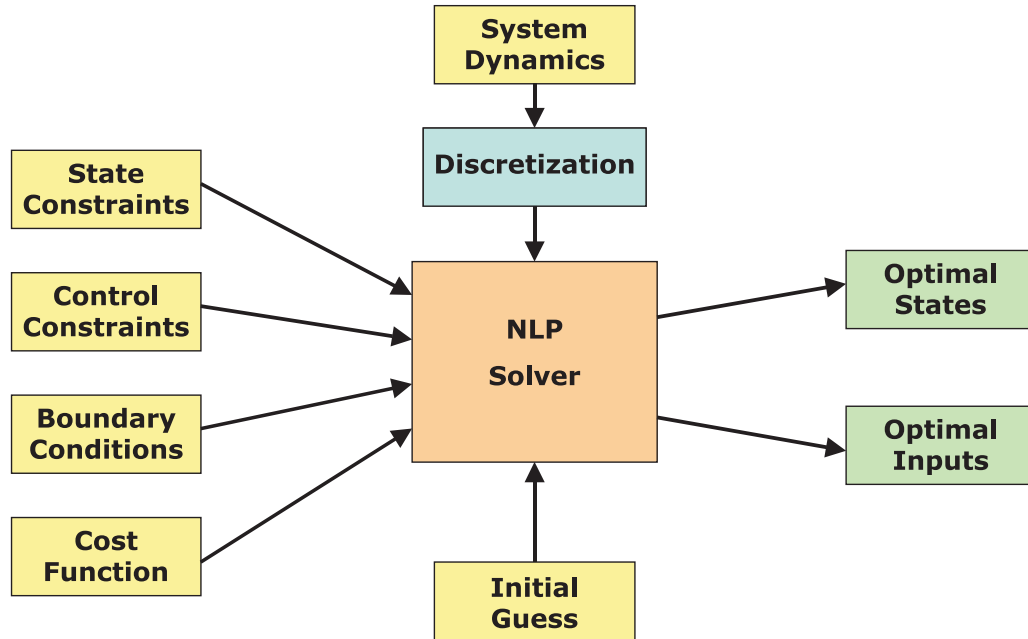 System
Dynamics
Discretization
State
Constraints
Control
Constraints
Boundary
Conditions
Cost
Function
NLP
Solver
Initial
Guess
Optimal
States
Optimal
Inputs